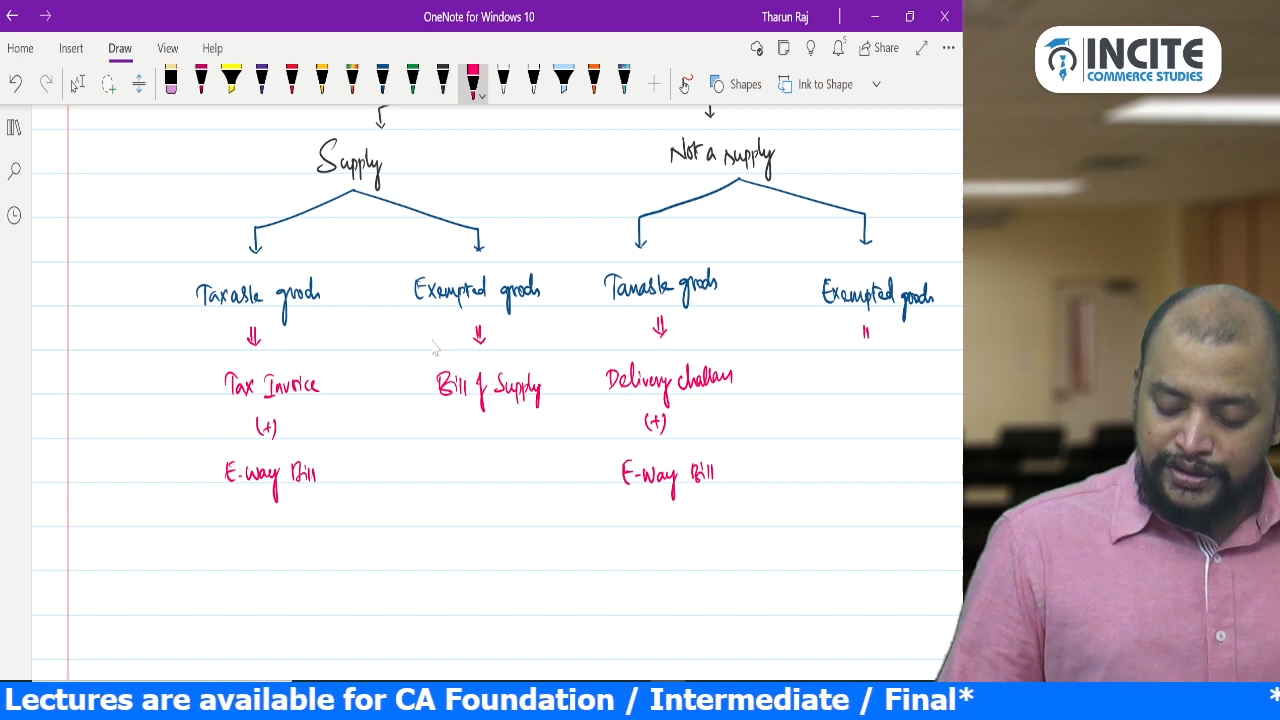 OneNote for Windows 10
Tharun Raj
Home Insert Draw View Help
5
Share
Shapes
Ink to Shape
INCITE
COMMERCE STUDIES
Supply Not a supply
Taxable goods Exempted goods Taxable goods Exempted goods
Tax Invoice Bill of Supply Delivery challan
(+) (+)
E-Way Bill E-Way Bill
Lectures are available for CA Foundation / Intermediate / Final* *